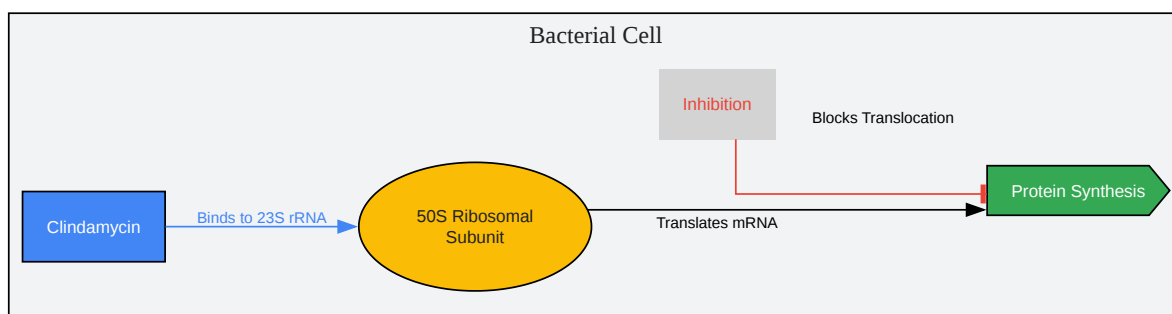 Bacterial Cell
Inhibition
Blocks Translocation
Clindamycin
Binds to 23S rRNA
50S Ribosomal
Subunit
Translates mRNA
Protein Synthesis